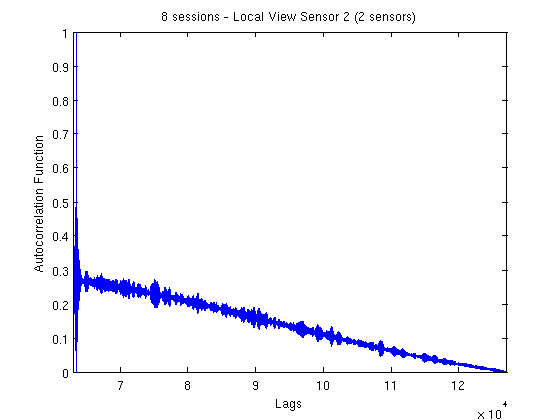 8 sessions - Local View Sensor 2 (2 sensors)
Autocorrelation Function
1
0.9
0.8
0.7
0.6
0.5
0.4
0.3
0.2
0.1
0
7 8 9 10 11 12
Lags
x 10^4